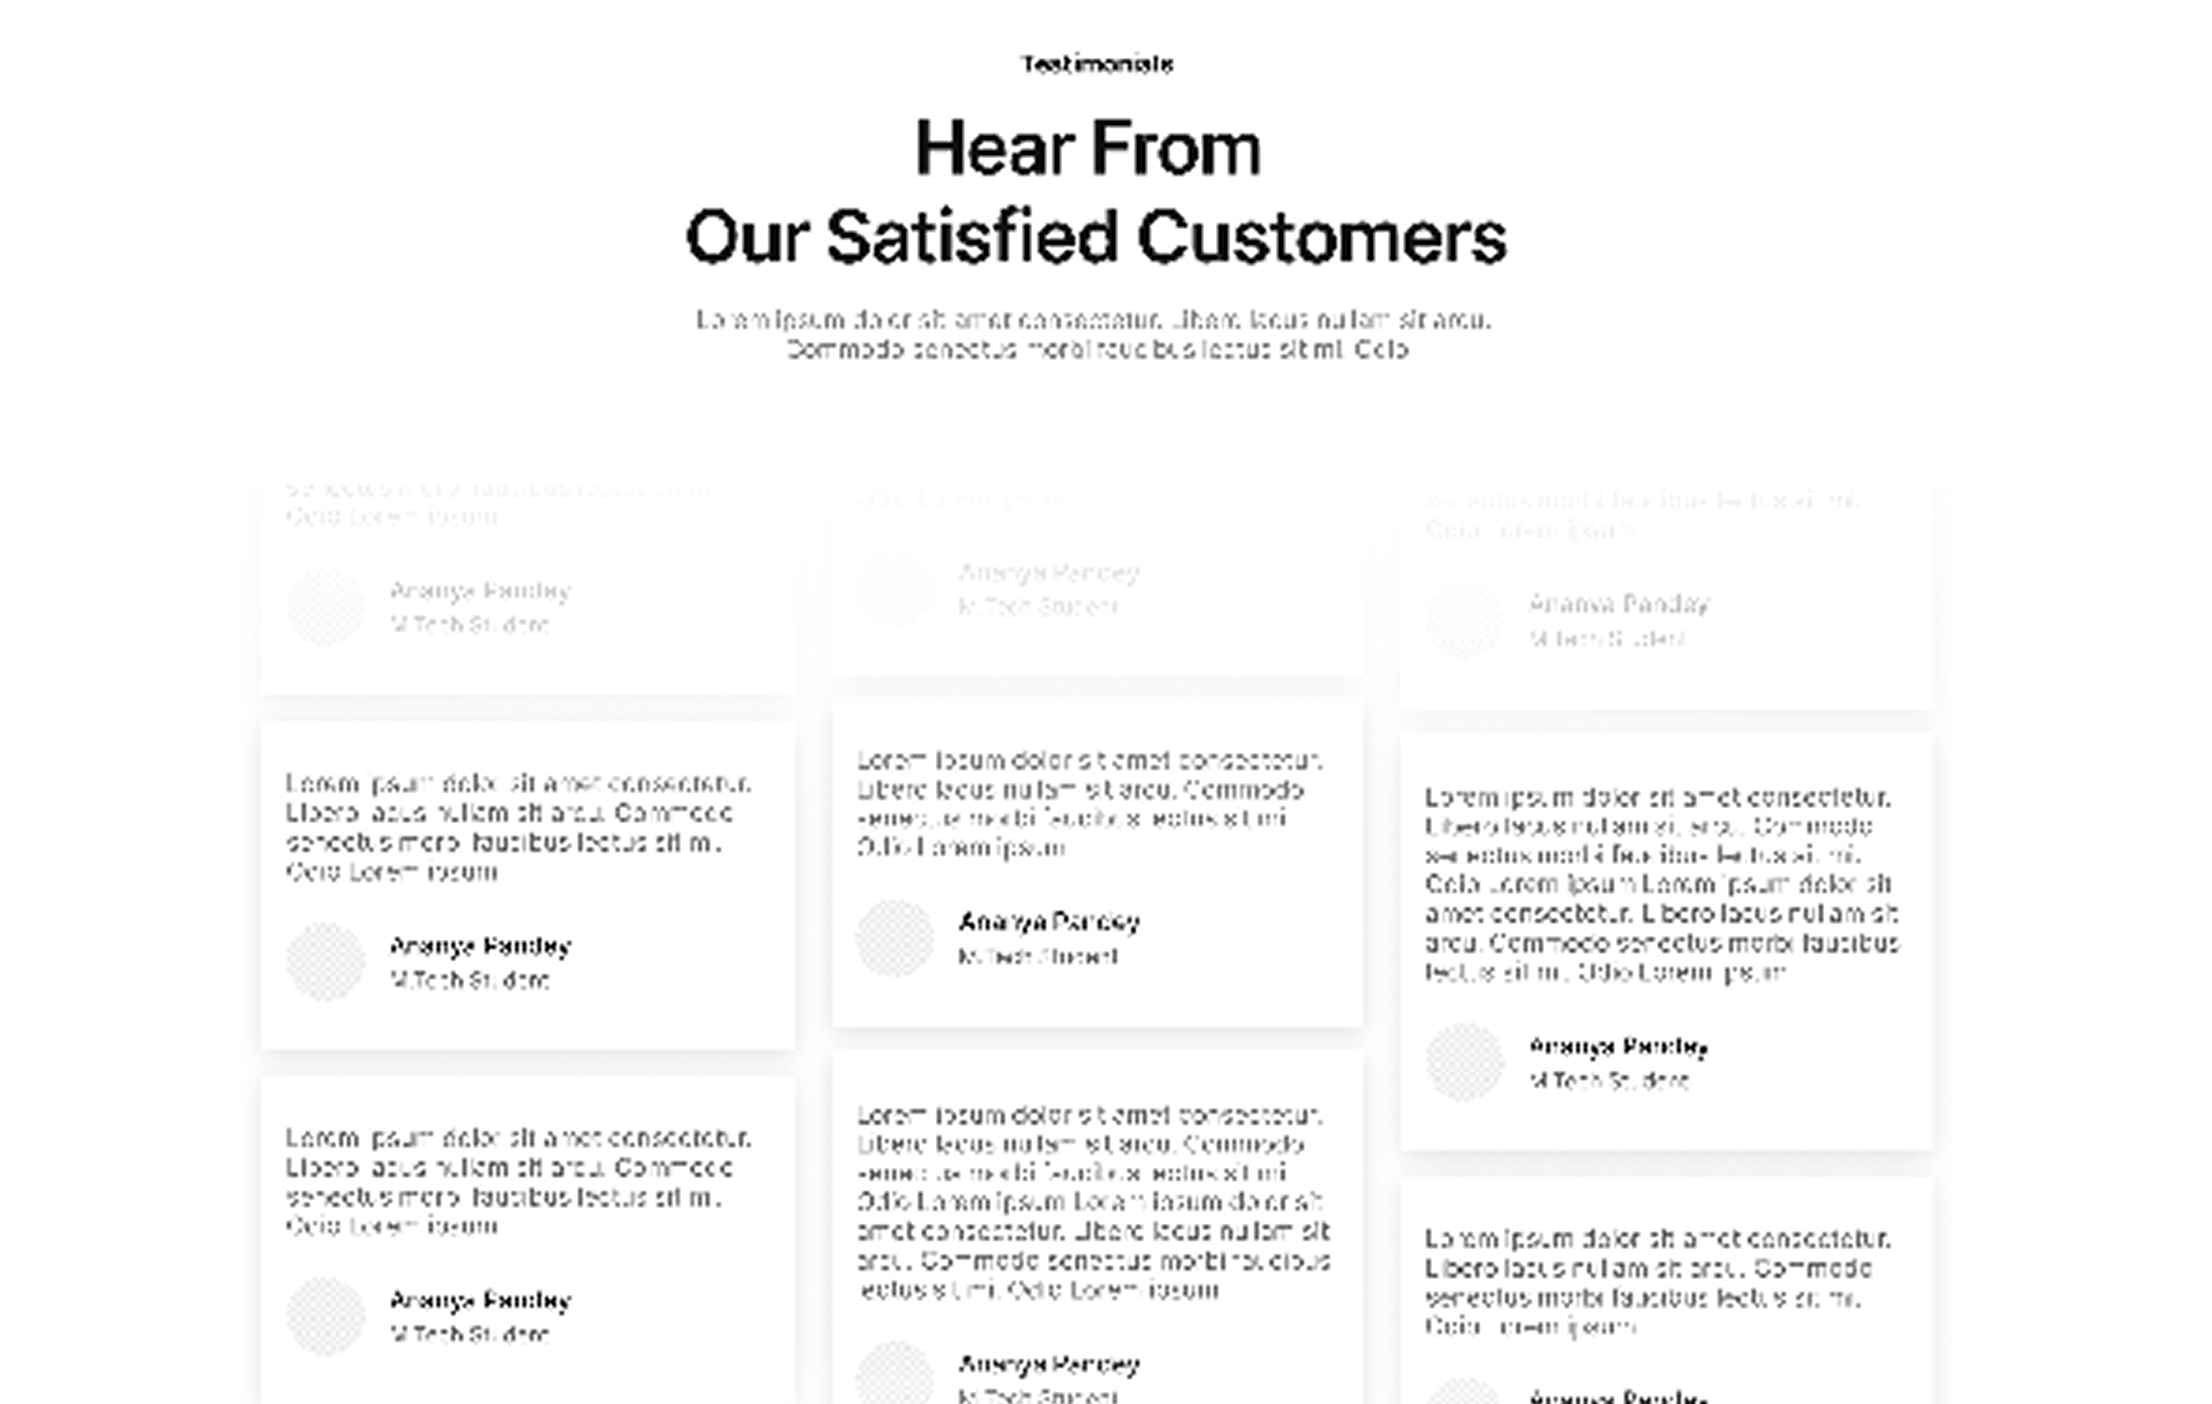 Testimonials
Hear From
Our Satisfied Customers
Lorem ipsum dolor sit amet consectetur. Libero lacus nullam sit arcu.
Commodo senectus morbi faucibus lectus sit mi. Odio
senectus morbi faucibus lectus sit mi.
Odio Lorem ipsum
Ananya Pandey
M.Tech Student
Lorem ipsum dolor sit amet consectetur.
Libero lacus nullam sit arcu. Commodo
senectus morbi faucibus lectus sit mi.
Odio Lorem ipsum
Ananya Pandey
M.Tech Student
Lorem ipsum dolor sit amet consectetur.
Libero lacus nullam sit arcu. Commodo
senectus morbi faucibus lectus sit mi.
Odio Lorem ipsum
Ananya Pandey
M.Tech Student
Odio Lorem ipsum
Ananya Pandey
M.Tech Student
Lorem ipsum dolor sit amet consectetur.
Libero lacus nullam sit arcu. Commodo
senectus morbi faucibus lectus sit mi.
Odio Lorem ipsum
Ananya Pandey
M.Tech Student
Lorem ipsum dolor sit amet consectetur.
Libero lacus nullam sit arcu. Commodo
senectus morbi faucibus lectus sit mi.
Odio Lorem ipsum Lorem ipsum dolor sit
amet consectetur. Libero lacus nullam sit
arcu. Commodo senectus morbi faucibus
lectus sit mi. Odio Lorem ipsum
Ananya Pandey
M.Tech Student
senectus morbi faucibus lectus sit mi.
Odio Lorem ipsum
Ananya Pandey
M.Tech Student
Lorem ipsum dolor sit amet consectetur.
Libero lacus nullam sit arcu. Commodo
senectus morbi faucibus lectus sit mi.
Odio Lorem ipsum Lorem ipsum dolor sit
amet consectetur. Libero lacus nullam sit
arcu. Commodo senectus morbi faucibus
lectus sit mi. Odio Lorem ipsum
Ananya Pandey
M.Tech Student
Lorem ipsum dolor sit amet consectetur.
Libero lacus nullam sit arcu. Commodo
senectus morbi faucibus lectus sit mi.
Odio Lorem ipsum
Ananya Pandey